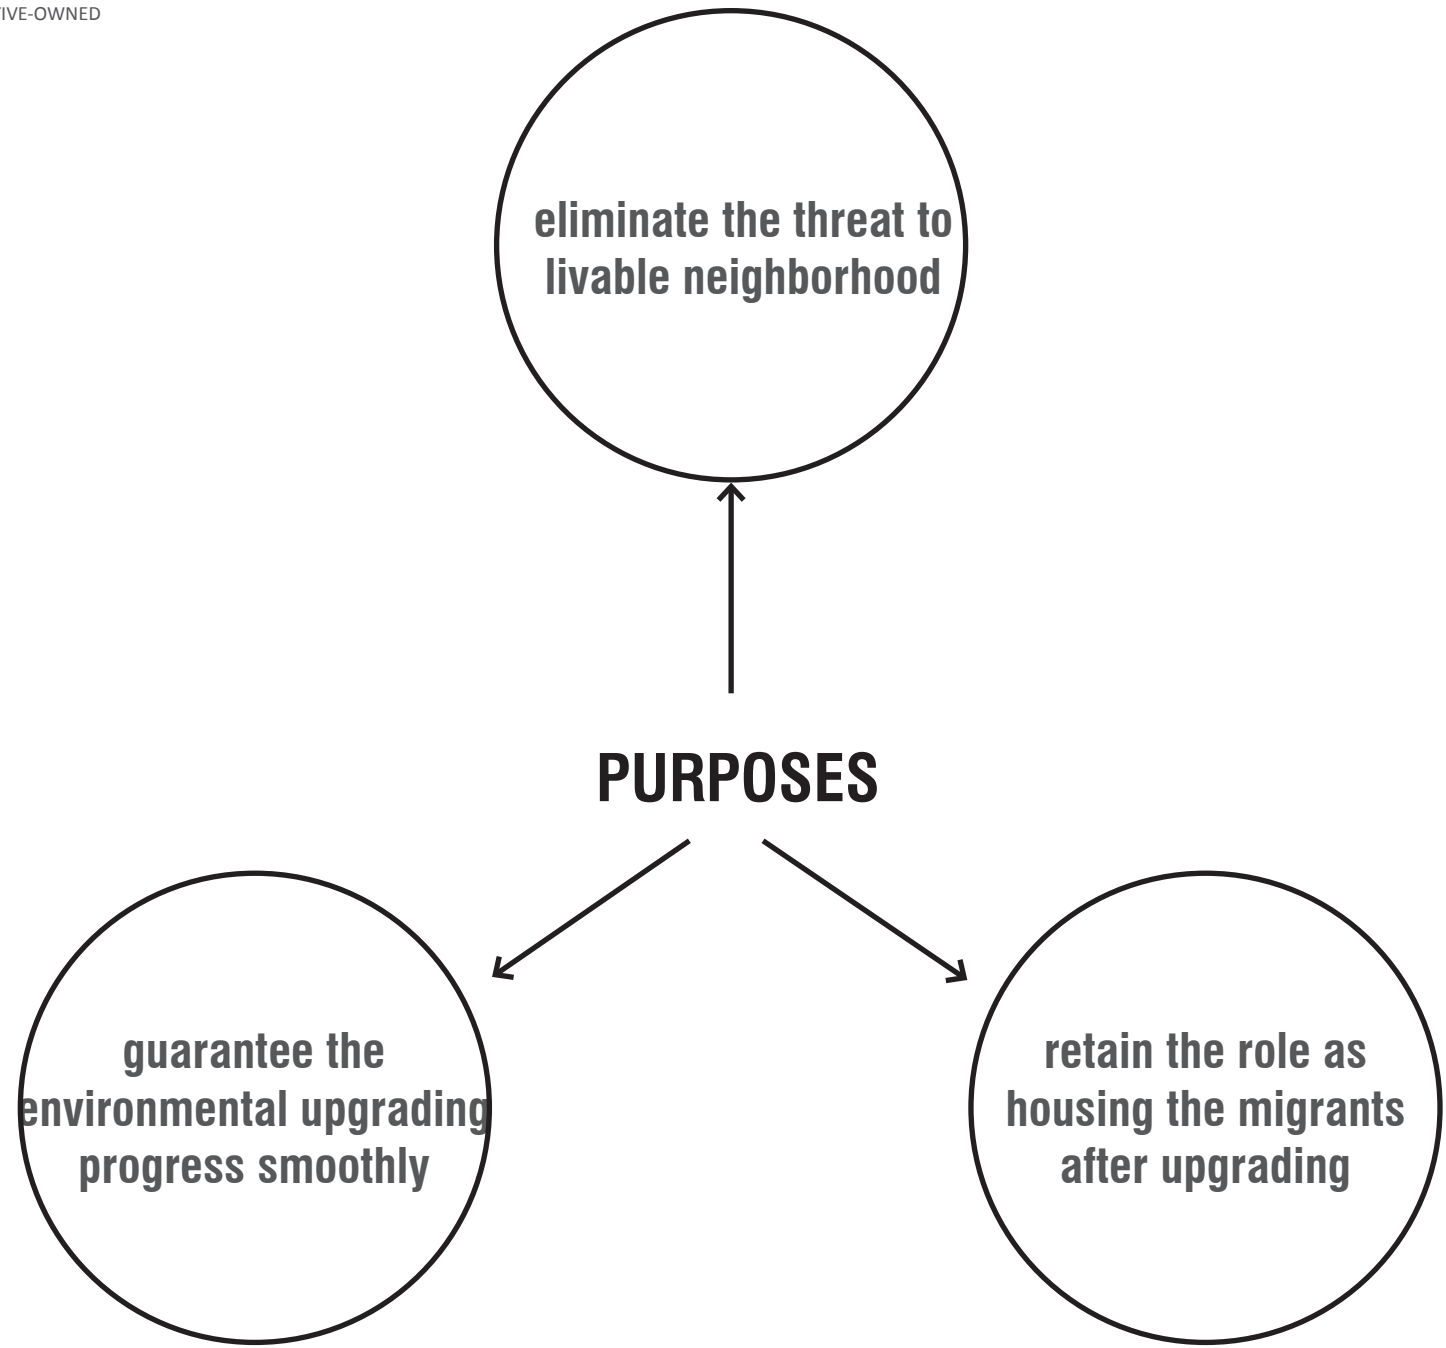 TIVE-OWNED
eliminate the threat to
livable neighborhood
PURPOSES
guarantee the
environmental upgrading
progress smoothly
retain the role as
housing the migrants
after upgrading